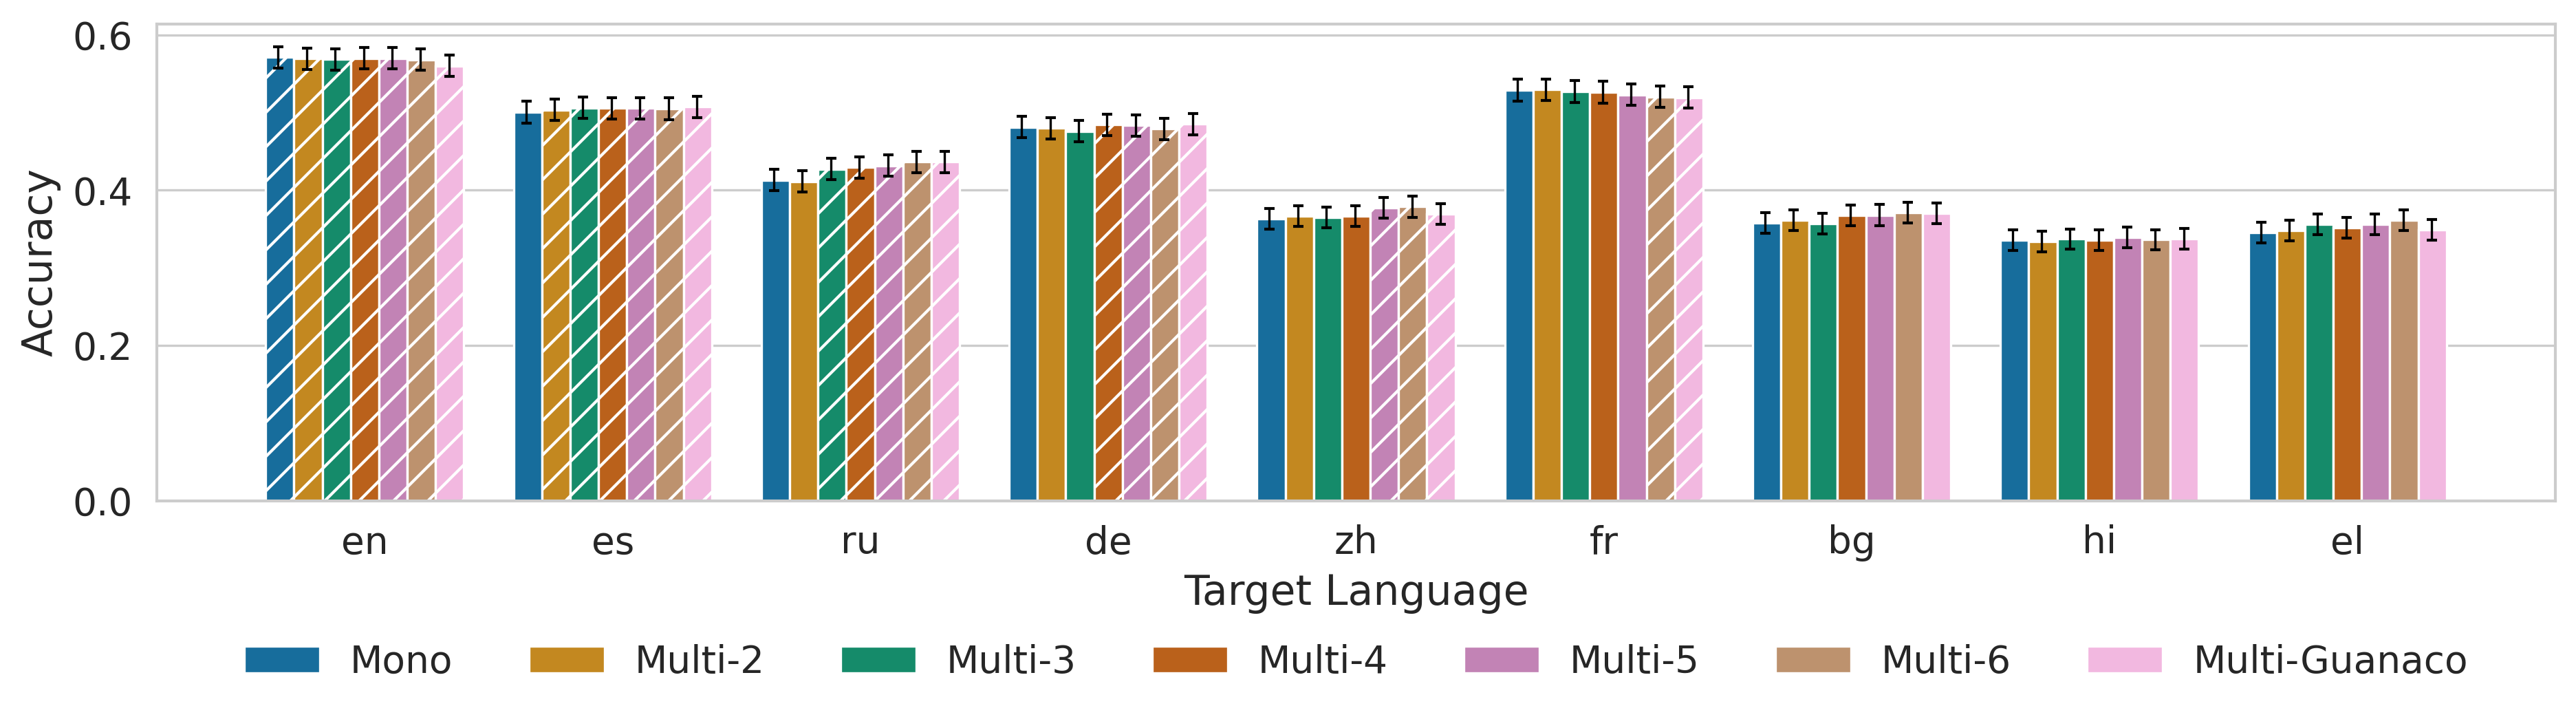 0.6
0.4
0.2
0.0
Accuracy
en es ru de zh fr bg hi el
Target Language
Mono Multi-2 Multi-3 Multi-4 Multi-5 Multi-6 Multi-Guanaco